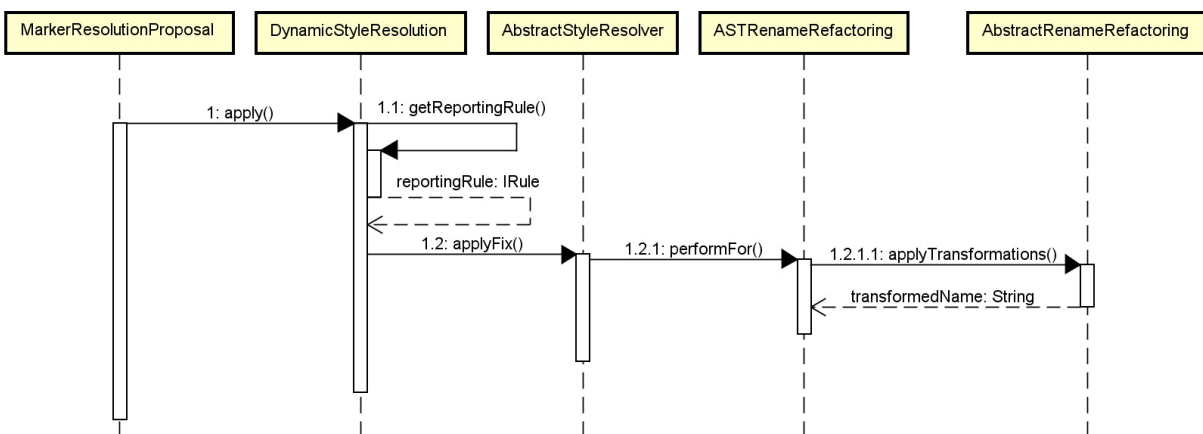 MarkerResolutionProposal
DynamicStyleResolution
AbstractStyleResolver
ASTRenameRefactoring
AbstractRenameRefactoring
1: apply()
1.1: getReportingRule()
reportingRule: IRule
1.2: applyFix()
1.2.1: performFor()
1.2.1.1: applyTransformations()
transformedName: String